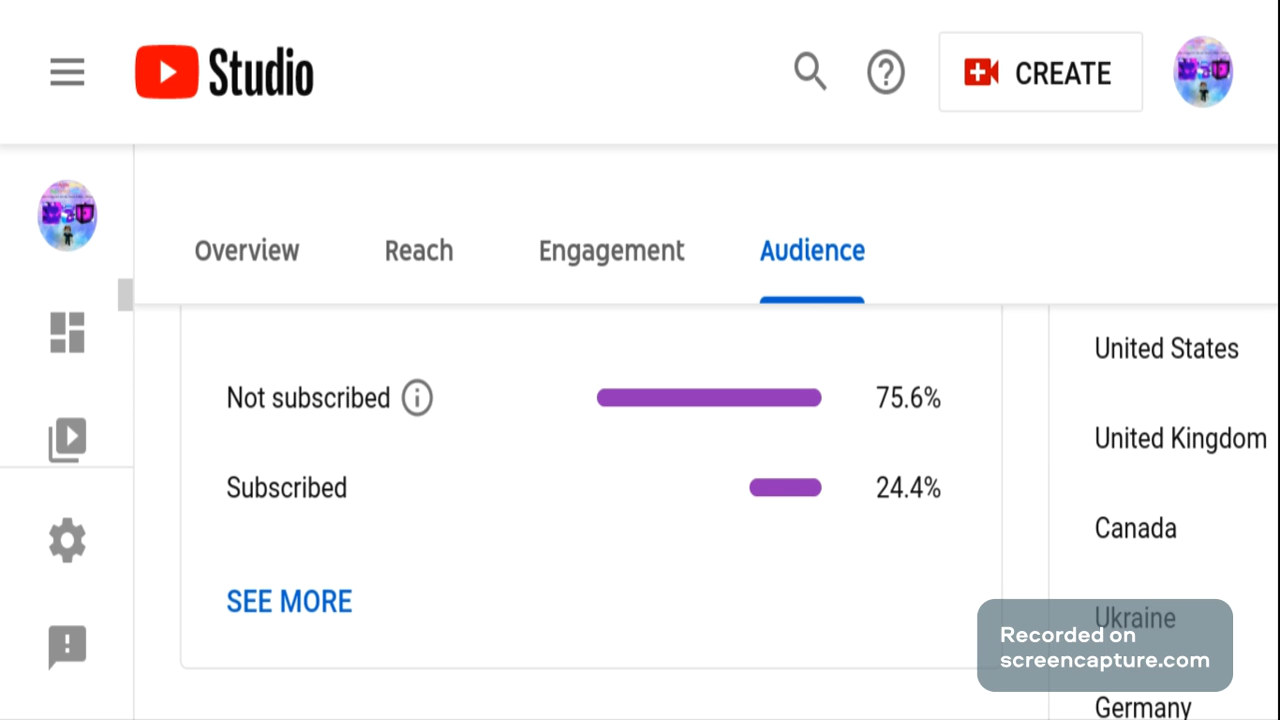 Studio
CREATE
Overview
Reach
Engagement
Audience
Not subscribed
75.6%
Subscribed
24.4%
SEE MORE
United States
United Kingdom
Canada
Ukraine
Germany
Recorded on
screencapture.com